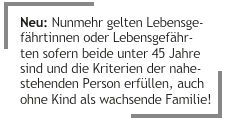 Neu: Nunmehr gelten Lebensge-
fährtinnen oder Lebensgefähr-
ten sofern beide unter 45 Jahre
sind und die Kriterien der nahe-
stehenden Person erfüllen, auch
ohne Kind als wachsende Familie!